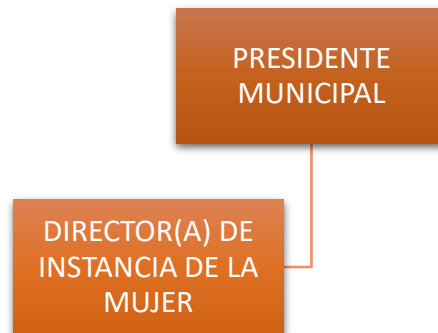 PRESIDENTE
MUNICIPAL
DIRECTOR(A) DE
INSTANCIA DE LA
MUJER